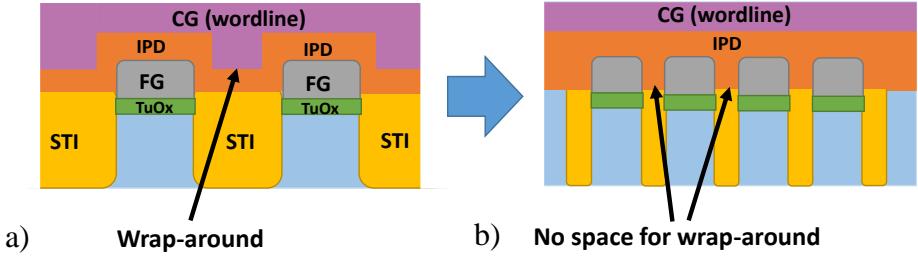 CG (wordline)
IPD
FG
FG
TuOx
TuOx
STI
STI
STI
a)
Wrap-around
CG (wordline)
IPD
b)
No space for wrap-around